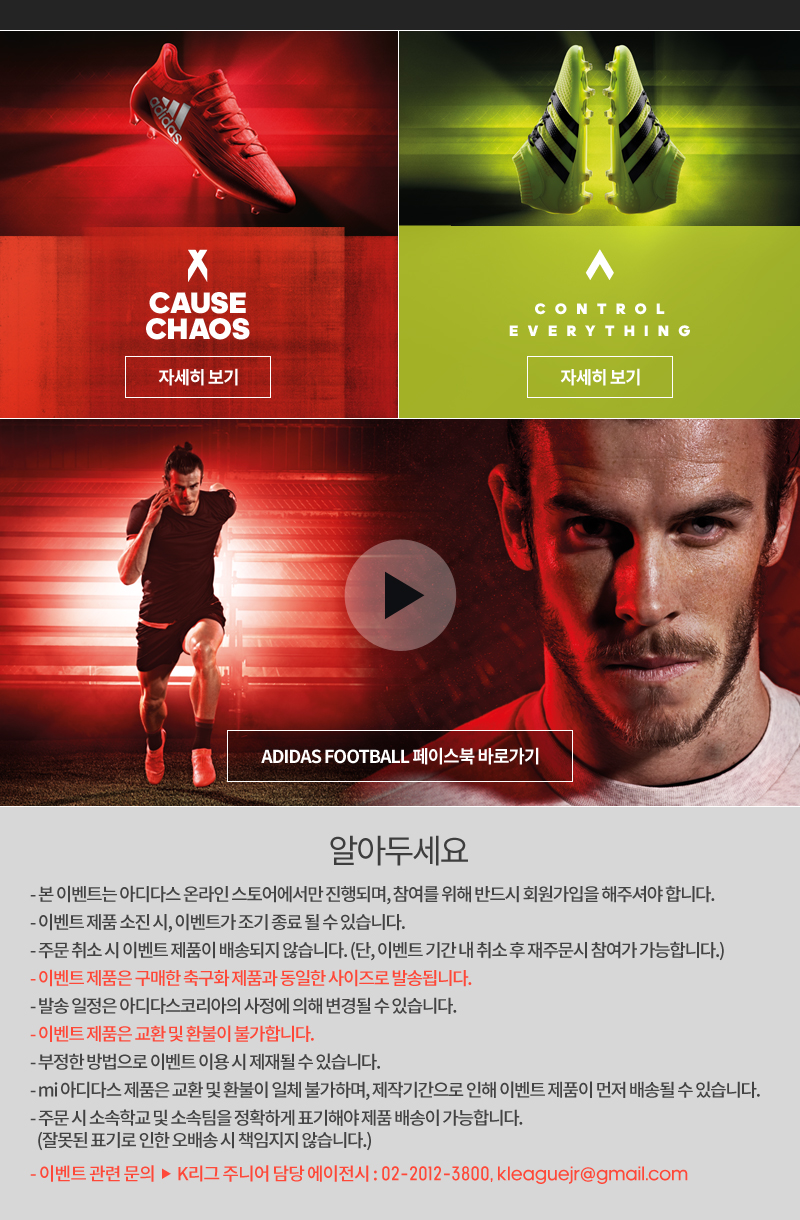 adidas
CAUSE
CHAOS
자세히 보기
CONTROL
EVERYTHING
자세히 보기
ADIDAS FOOTBALL 페이스북 바로가기
알아두세요
- 본 이벤트는 아디다스 온라인 스토어에서만 진행되며, 참여를 위해 반드시 회원가입을 해주셔야 합니다.
- 이벤트 제품 소진 시, 이벤트가 조기 종료 될 수 있습니다.
- 주문 취소 시 이벤트 제품이 배송되지 않습니다. (단, 이벤트 기간 내 취소 후 재주문시 참여가 가능합니다.)
- 이벤트 제품은 구매한 축구화 제품과 동일한 사이즈로 발송됩니다.
- 발송 일정은 아디다스코리아의 사정에 의해 변경될 수 있습니다.
- 이벤트 제품은 교환 및 환불이 불가합니다.
- 부정한 방법으로 이벤트 이용 시 제재될 수 있습니다.
- mi 아디다스 제품은 교환 및 환불이 일체 불가하며, 제작기간으로 인해 이벤트 제품이 먼저 배송될 수 있습니다.
- 주문 시 소속학교 및 소속팀을 정확하게 표기해야 제품 배송이 가능합니다.
(잘못된 표기로 인한 오배송 시 책임지지 않습니다.)
- 이벤트 관련 문의 ▶ K리그 주니어 담당 에이전시 : 02-2012-3800, kleaguejr@gmail.com